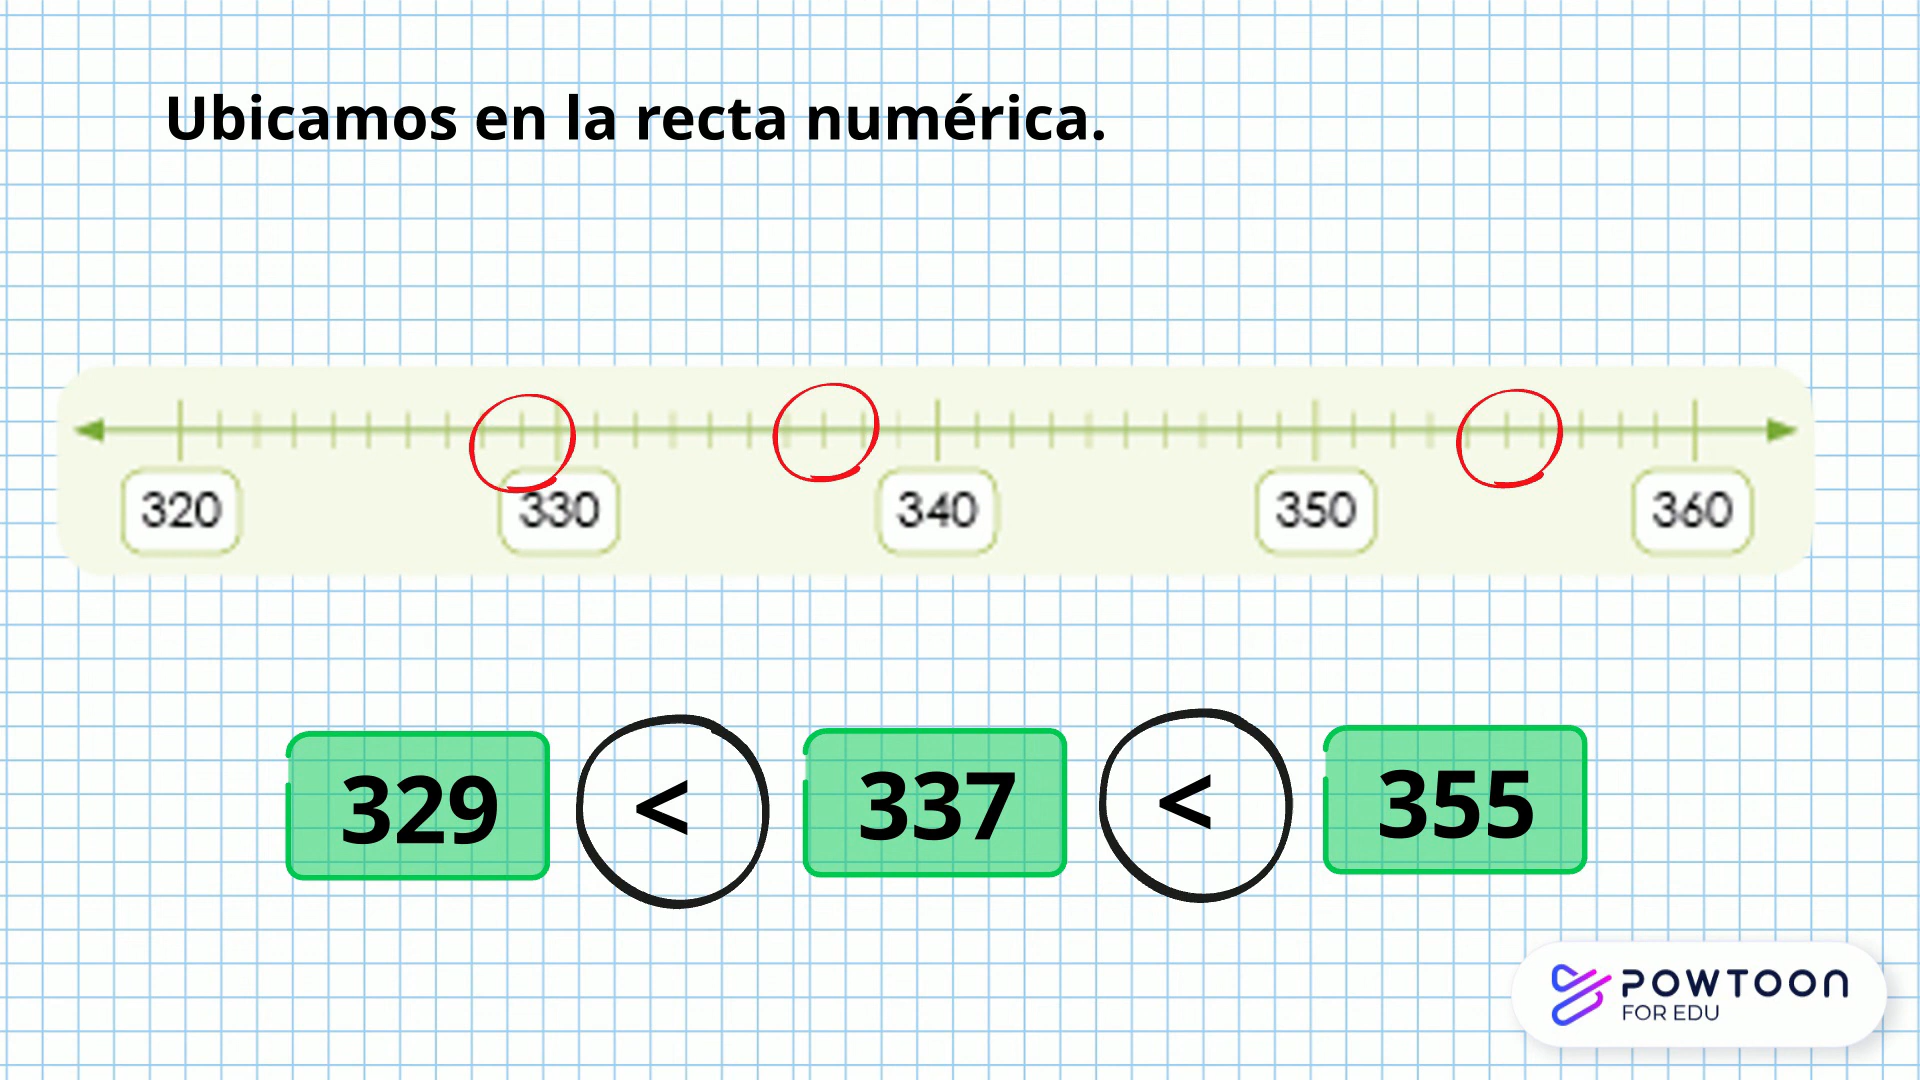 Ubicamos en la recta numérica.
320 330 340 350 360
329 < 337 < 355
POWTOON
FOR EDU